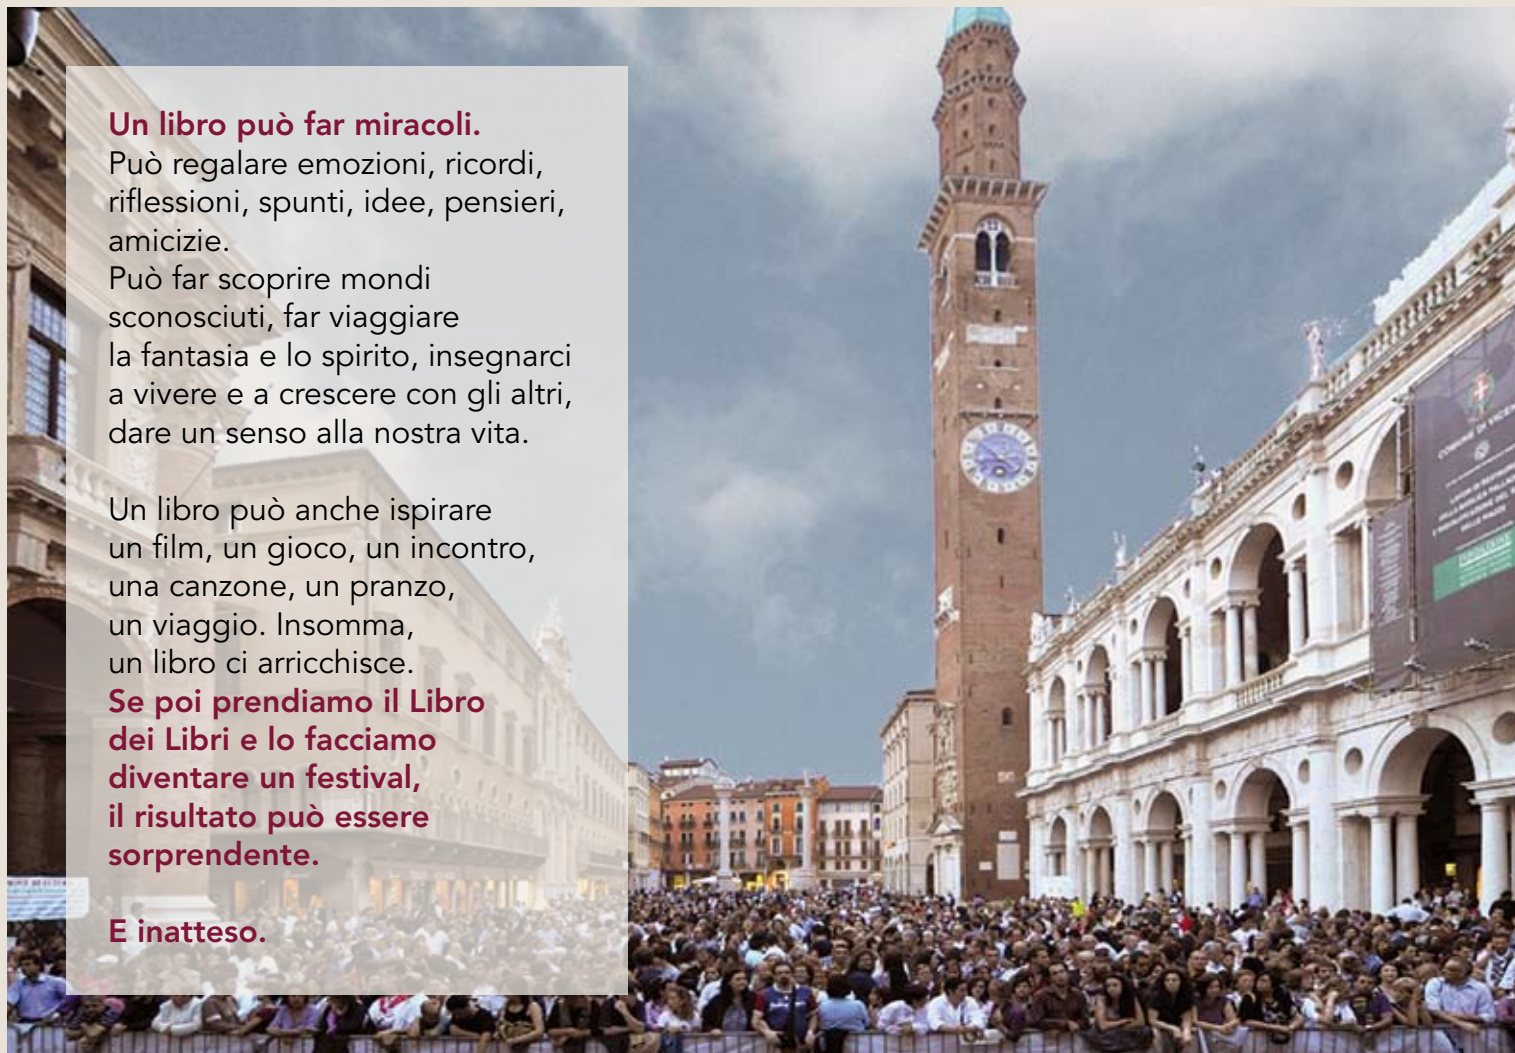 Un libro può far miracoli.
Può regalare emozioni, ricordi,
riflessioni, spunti, idee, pensieri,
amicizie.
Può far scoprire mondi
sconosciuti, far viaggiare
la fantasia e lo spirito, insegnarci
a vivere e a crescere con gli altri,
dare un senso alla nostra vita.
Un libro può anche ispirare
un film, un gioco, un incontro,
una canzone, un pranzo,
un viaggio. Insomma,
un libro ci arricchisce.
Se poi prendiamo il Libro
dei Libri e lo facciamo
diventare un festival,
il risultato può essere
sorprendente.
E inatteso.
COMUNE DI